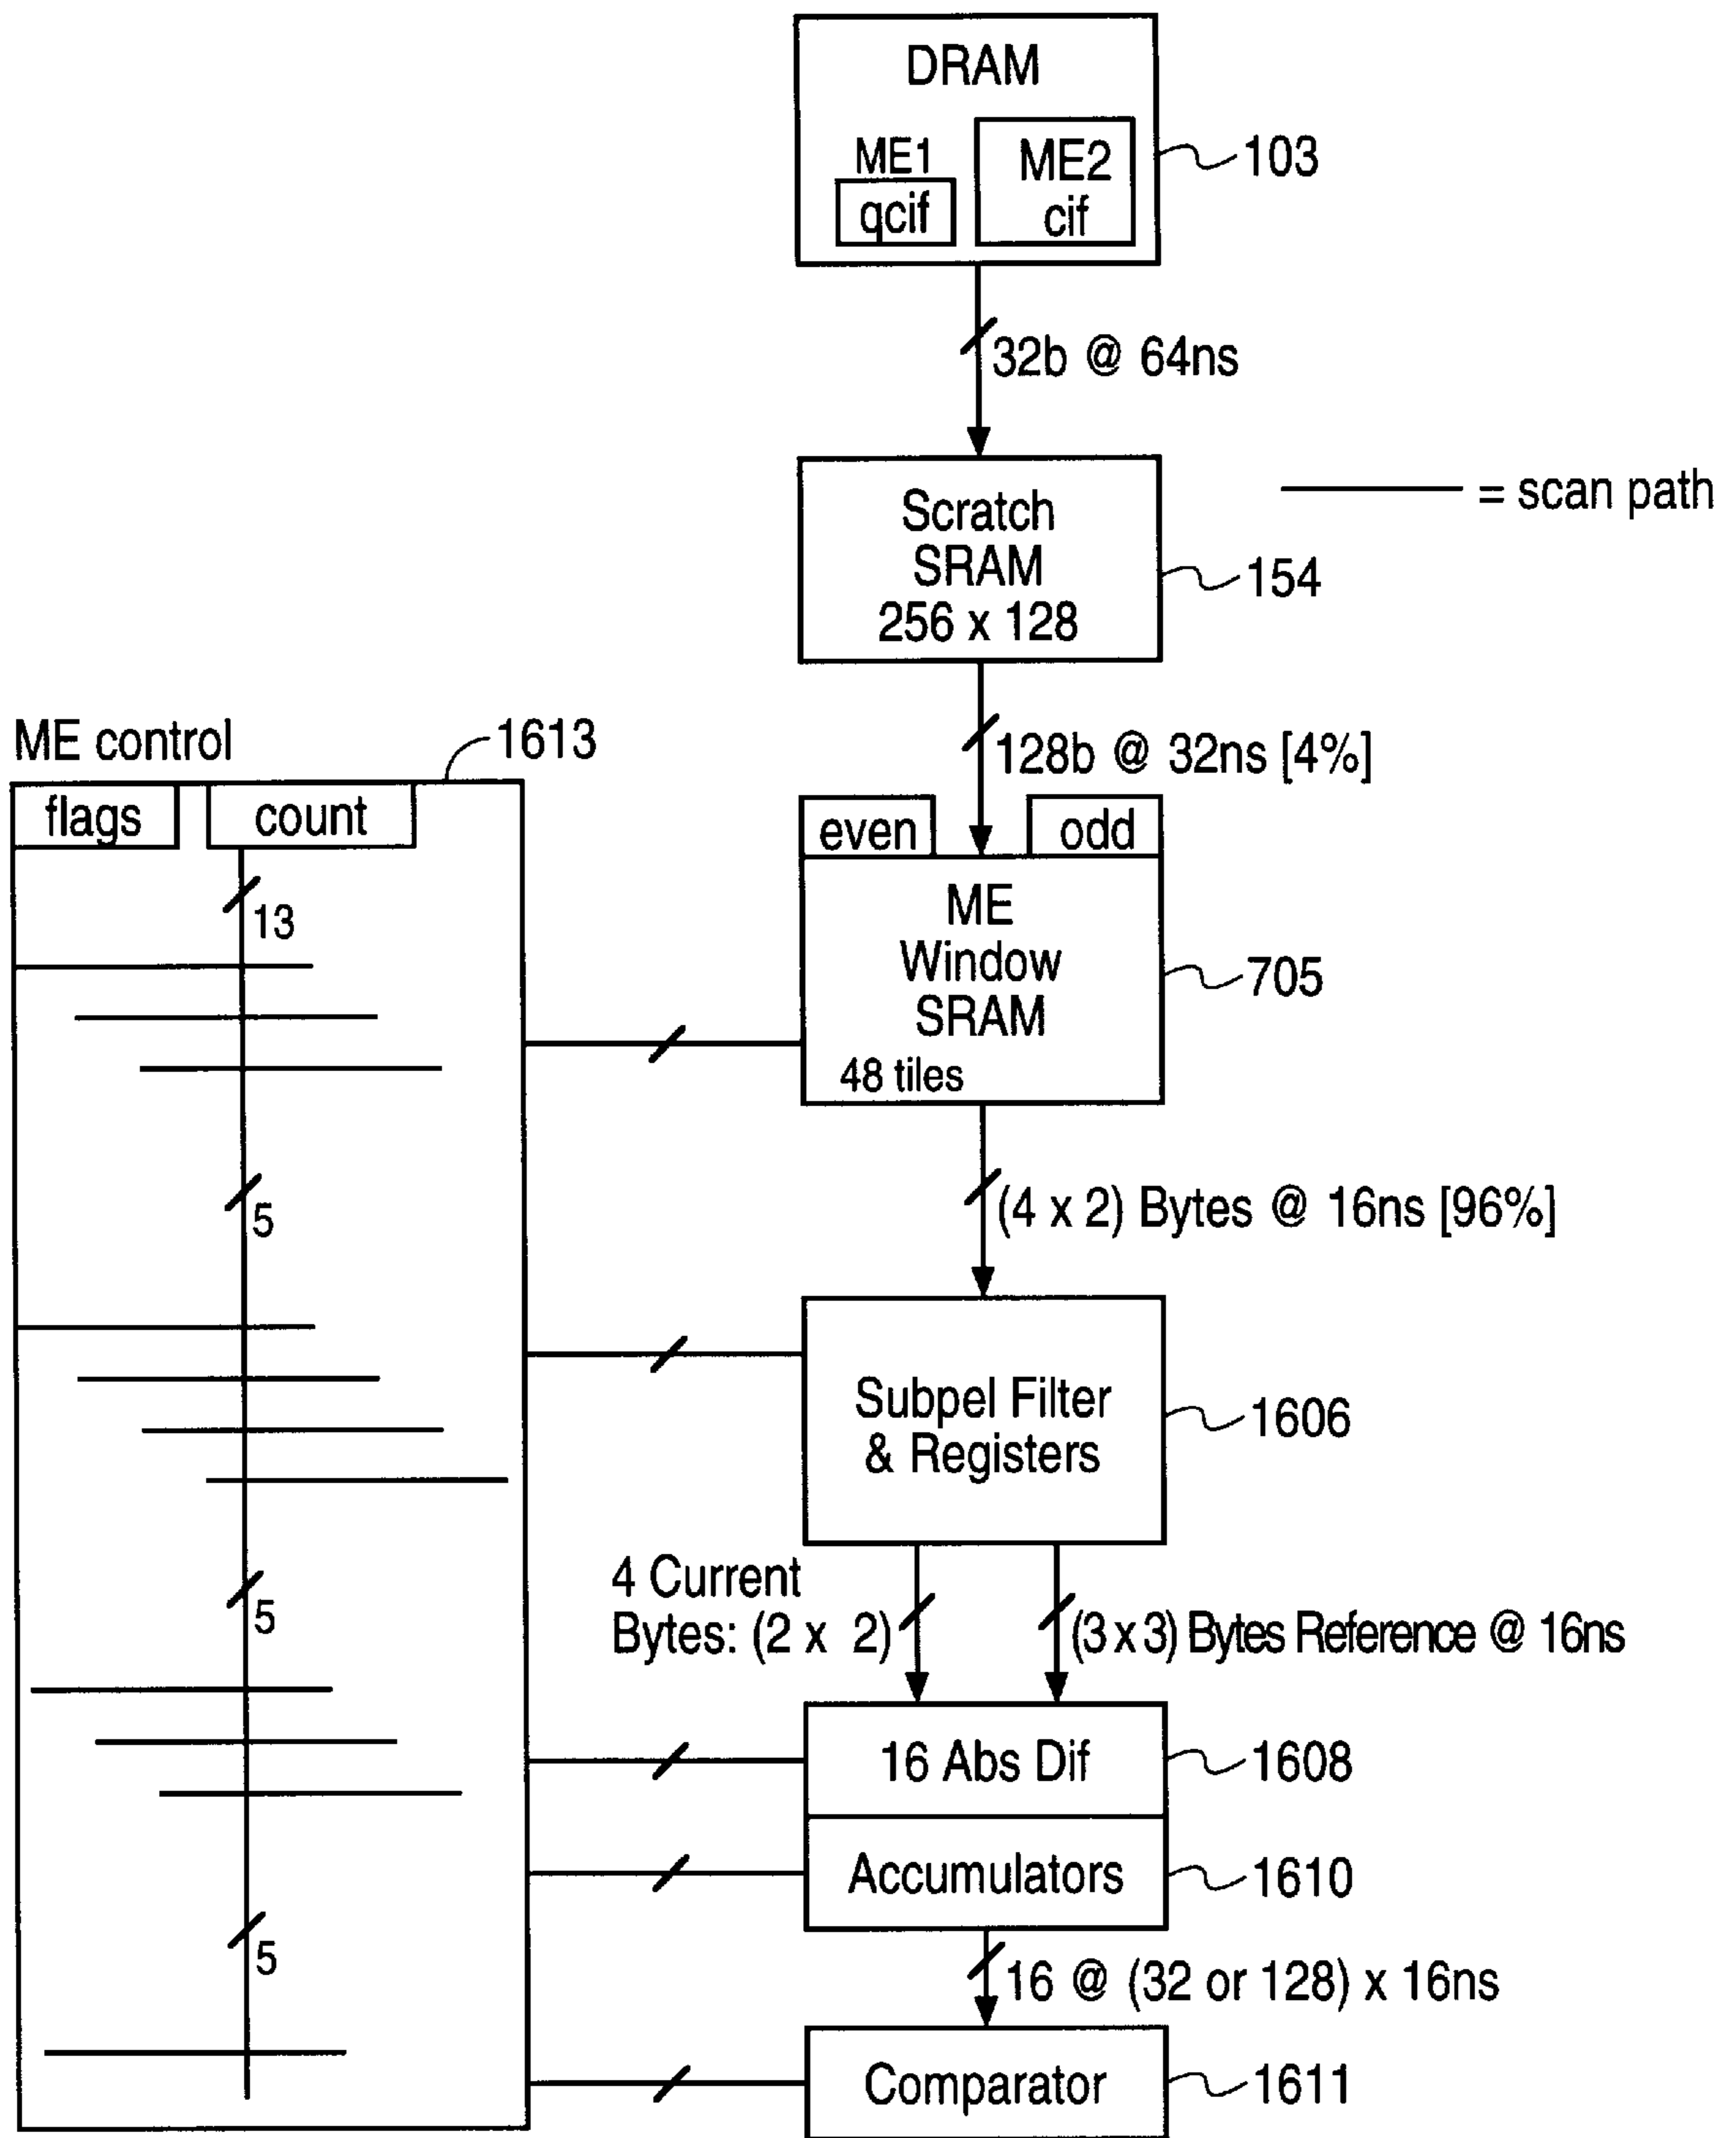 DRAM
ME1
qcif
ME2
cif
103
32b @ 64ns
Scratch
SRAM
256 x 128
154
= scan path
128b @ 32ns [4%]
ME control
1613
flags
count
13
5
5
5
even
odd
ME
Window
SRAM
48 tiles
705
(4 x 2) Bytes @ 16ns [96%]
Subpel Filter
& Registers
1606
4 Current
Bytes: (2 x 2)
(3 x 3) Bytes Reference @ 16ns
16 Abs Dif
1608
Accumulators
1610
16 @ (32 or 128) x 16ns
Comparator
1611